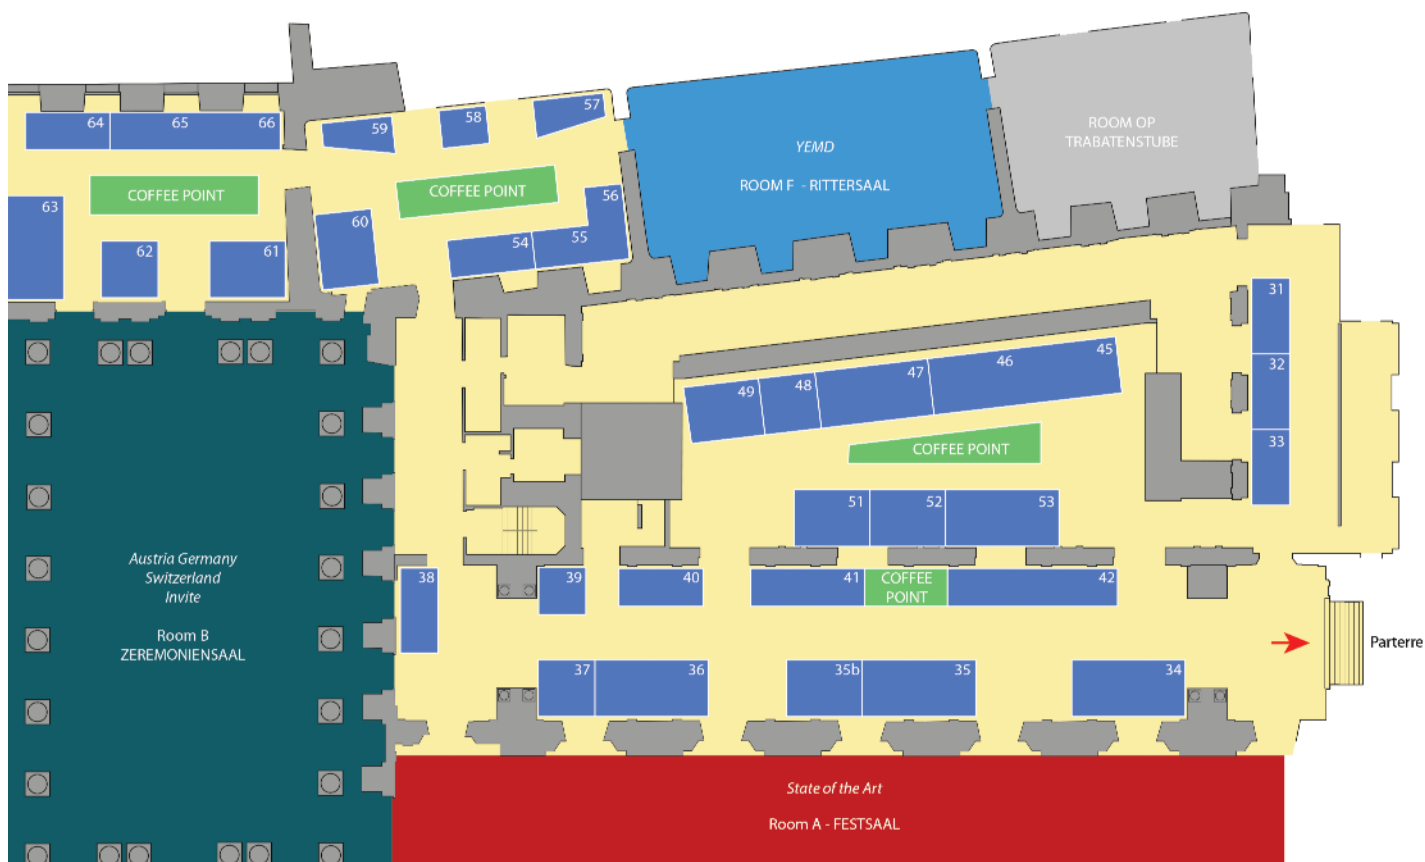 57
58
59
64
65
66
ROOM OP
TRABATENSTUBE
YEMD
ROOM F - RITTERSAAL
COFFEE POINT
COFFEE POINT
63
60
56
62
61
54
55
31
32
33
49
48
47
46
45
COFFEE POINT
51
52
53
Austria Germany
Switzerland
Invite
Room B
ZEREMONIENSAAL
38
39
40
41
COFFEE
POINT
42
Parterre
37
36
35b
35
34
State of the Art
Room A - FESTSAAL